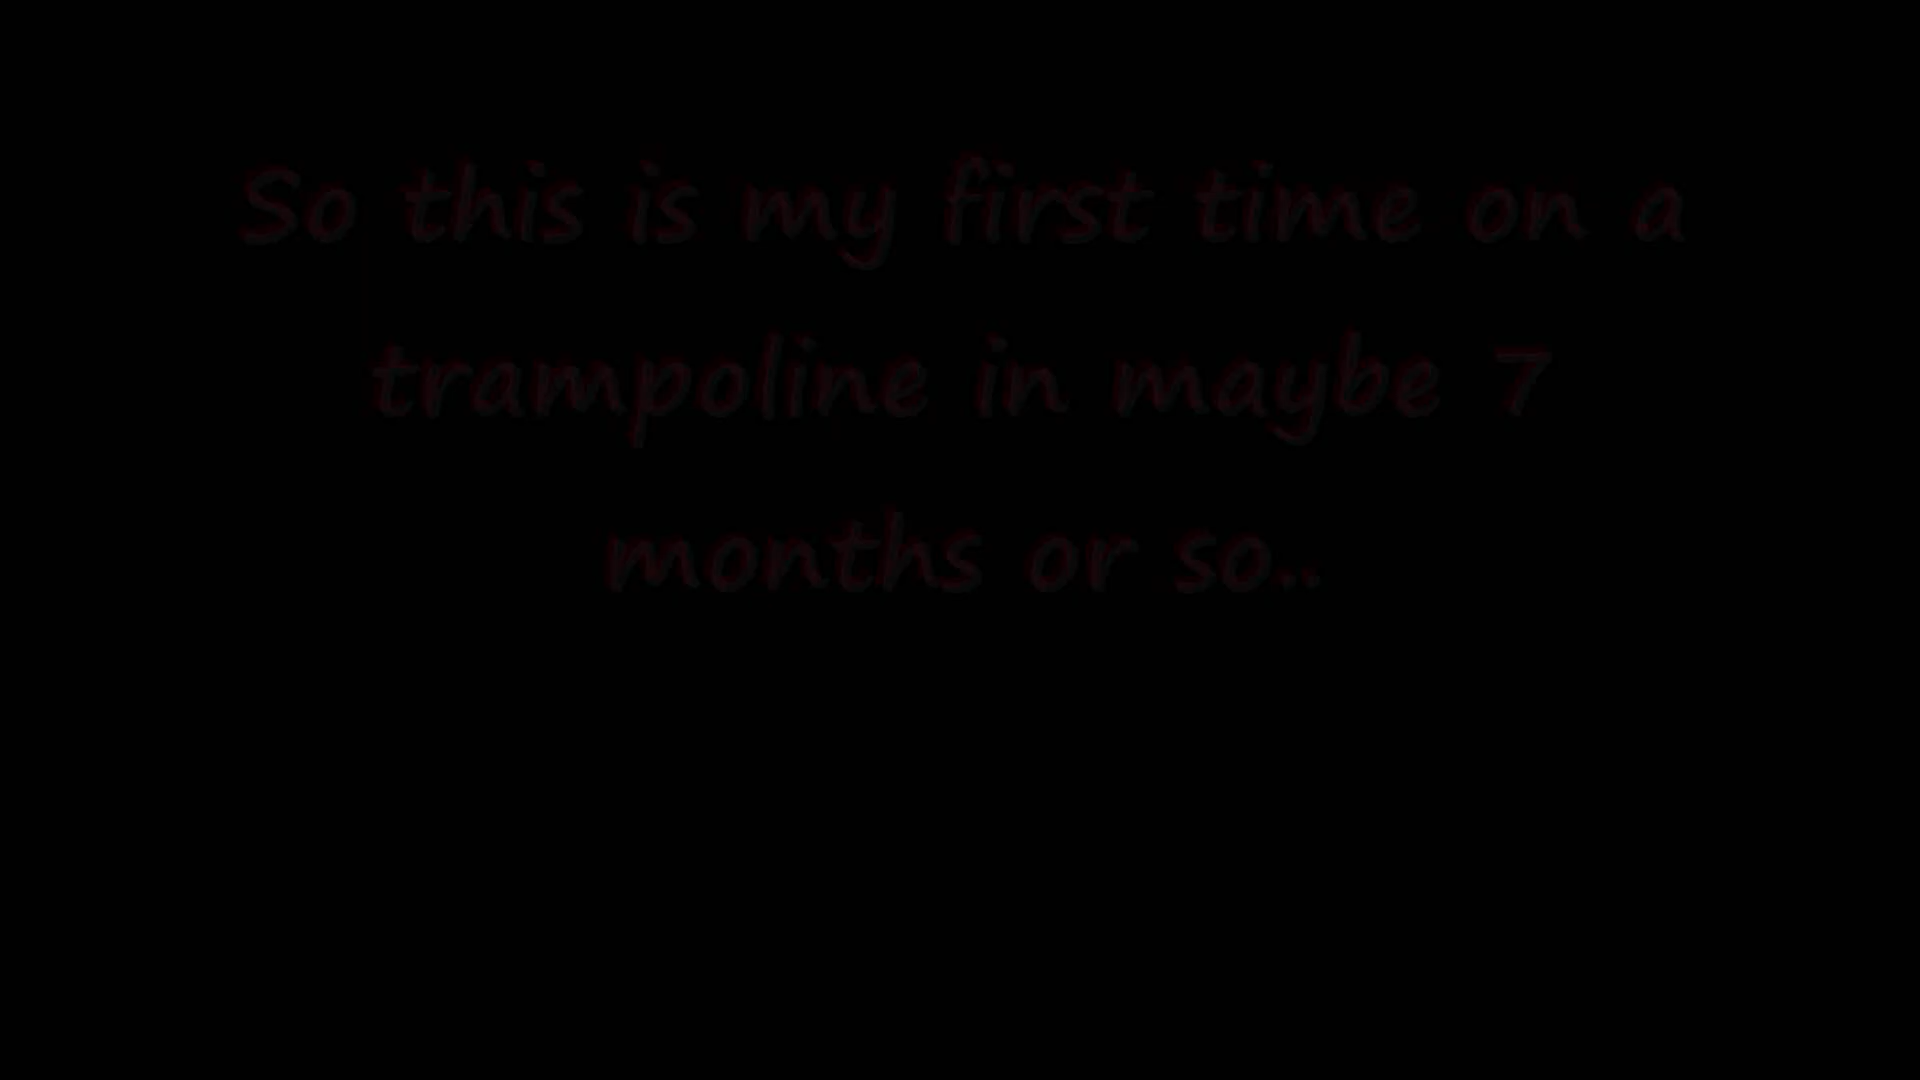 So this is my first time on a
trampoline in maybe 7
months or so..